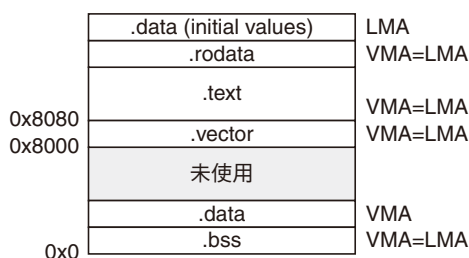 .data (initial values) LMA
.rodata VMA=LMA
.text VMA=LMA
0x8080
.vector VMA=LMA
0x8000
未使用
.data VMA
.bss VMA=LMA
0x0